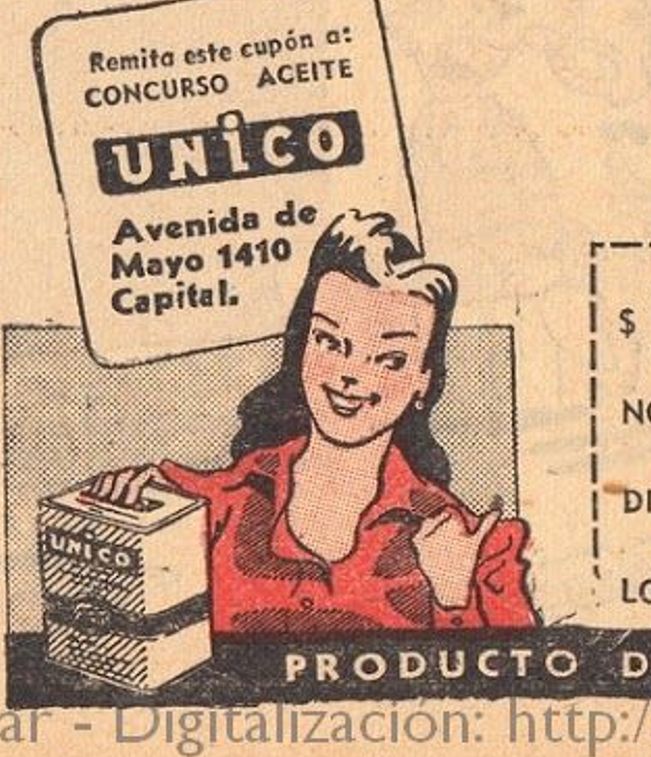 Remita este cupón a:
CONCURSO ACEITE
UNICO
Avenida de
Mayo 1410
Capital.
$
UNICO
PRODUCTO
ar - Digitalización: http:/